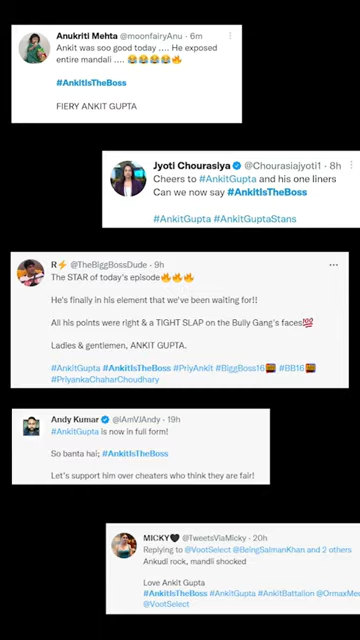 Anukriti Mehta @moonfairyAnu · 6m
Ankit was soo good today .... He exposed
entire mandali .... 😂😂😂😂🔥
#AnkitIsTheBoss
FIERY ANKIT GUPTA
Jyoti Chourasiya @Chourasiajyoti1 · 8h
Cheers to #AnkitGupta and his one liners
Can we now say #AnkitIsTheBoss
#AnkitGupta #AnkitGuptaStans
R⚡ @TheBiggBossDude · 9h
The STAR of today's episode🔥🔥🔥
He's finally in his element that we've been waiting for!!
All his points were right & a TIGHT SLAP on the Bully Gang's faces💯
Ladies & gentlemen, ANKIT GUPTA.
#AnkitGupta #AnkitIsTheBoss #PriyAnkit #BiggBoss16 #BB16
#PriyankaChaharChoudhary
Andy Kumar @iAmVJAndy · 19h
#AnkitGupta is now in full form!
So banta hai; #AnkitIsTheBoss
Let's support him over cheaters who think they are fair!
MICKY🖤 @TweetsViaMicky · 20h
Replying to @VootSelect @BeingSalmanKhan and 2 others
Ankudi rock, mandli shocked
Love Ankit Gupta
#AnkitIsTheBoss #AnkitGupta #AnkitBattalion @OrmaxMed
@VootSelect